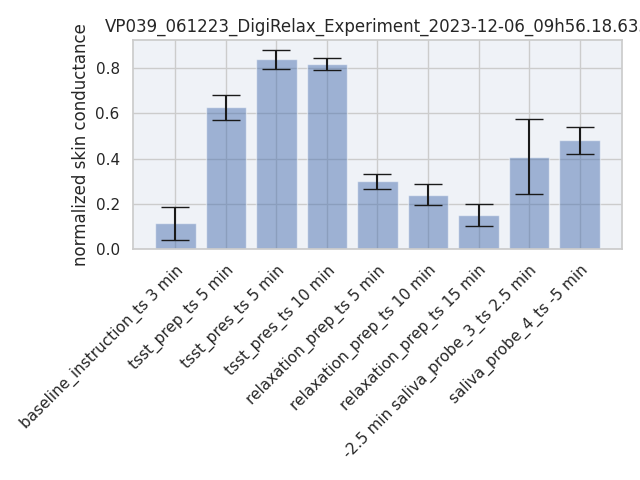 VP039_061223_DigiRelax_Experiment_2023-12-06_09h56.18.63
normalized skin conductance
0.8
0.6
0.4
0.2
0.0
baseline_instruction_ts 3 min
tsst_prep_ts 5 min
tsst_pres_ts 5 min
tsst_pres_ts 10 min
relaxation_prep_ts 5 min
relaxation_prep_ts 10 min
relaxation_prep_ts 15 min
-2.5 min saliva_probe_3_ts 2.5 min
saliva_probe_4_ts -5 min